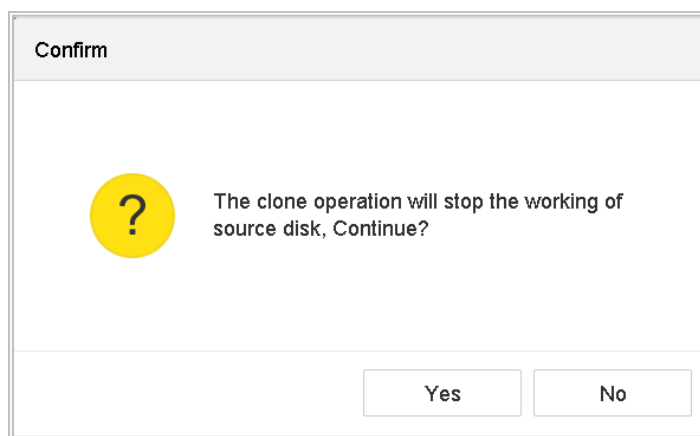 Confirm
?
The clone operation will stop the working of
source disk, Continue?
Yes No